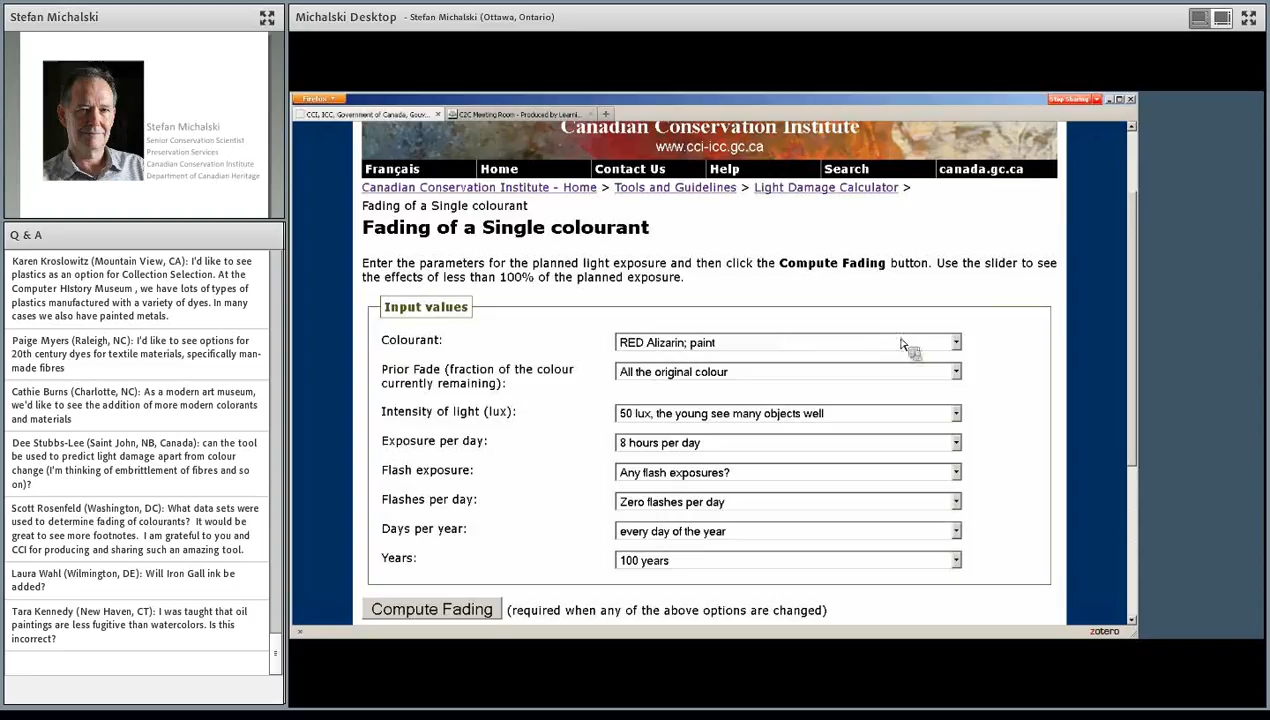 Stefan Michalski
Stefan Michalski
Senior Conservation Scientist
Preservation Services
Canadian Conservation Institute
Department of Canadian Heritage
Q & A
Karen Kroslowitz (Mountain View, CA): I'd like to see
plastics as an option for Collection Selection. At the
Computer HIstory Museum , we have lots of types of
plastics manufactured with a variety of dyes. In many
cases we also have painted metals.
Paige Myers (Raleigh, NC): I'd like to see options for
20th century dyes for textile materials, specifically man-
made fibres
Cathie Burns (Charlotte, NC): As a modern art museum,
we'd like to see the addition of more modern colorants
and materials
Dee Stubbs-Lee (Saint John, NB, Canada): can the tool
be used to predict light damage apart from colour
change (I'm thinking of embrittlement of fibres and so
on)?
Scott Rosenfeld (Washington, DC): What data sets were
used to determine fading of colourants? It would be
great to see more footnotes. I am grateful to you and
CCI for producing and sharing such an amazing tool.
Laura Wahl (Wilmington, DE): Will Iron Gall ink be
added?
Tara Kennedy (New Haven, CT): I was taught that oil
paintings are less fugitive than watercolors. Is this
incorrect?
Michalski Desktop - Stefan Michalski (Ottawa, Ontario)
Firefox
Stop Sharing
CCI, ICC, Government of Canada, Gouv...
C2C Meeting Room - Produced by Learni...
Canadian Conservation Institute
www.cci-icc.gc.ca
Français Home Contact Us Help Search canada.gc.ca
Canadian Conservation Institute - Home > Tools and Guidelines > Light Damage Calculator >
Fading of a Single colourant
Fading of a Single colourant
Enter the parameters for the planned light exposure and then click the Compute Fading button. Use the slider to see
the effects of less than 100% of the planned exposure.
Input values
Colourant: RED Alizarin; paint
Prior Fade (fraction of the colour
currently remaining): All the original colour
Intensity of light (lux): 50 lux, the young see many objects well
Exposure per day: 8 hours per day
Flash exposure: Any flash exposures?
Flashes per day: Zero flashes per day
Days per year: every day of the year
Years: 100 years
Compute Fading (required when any of the above options are changed)
zotero